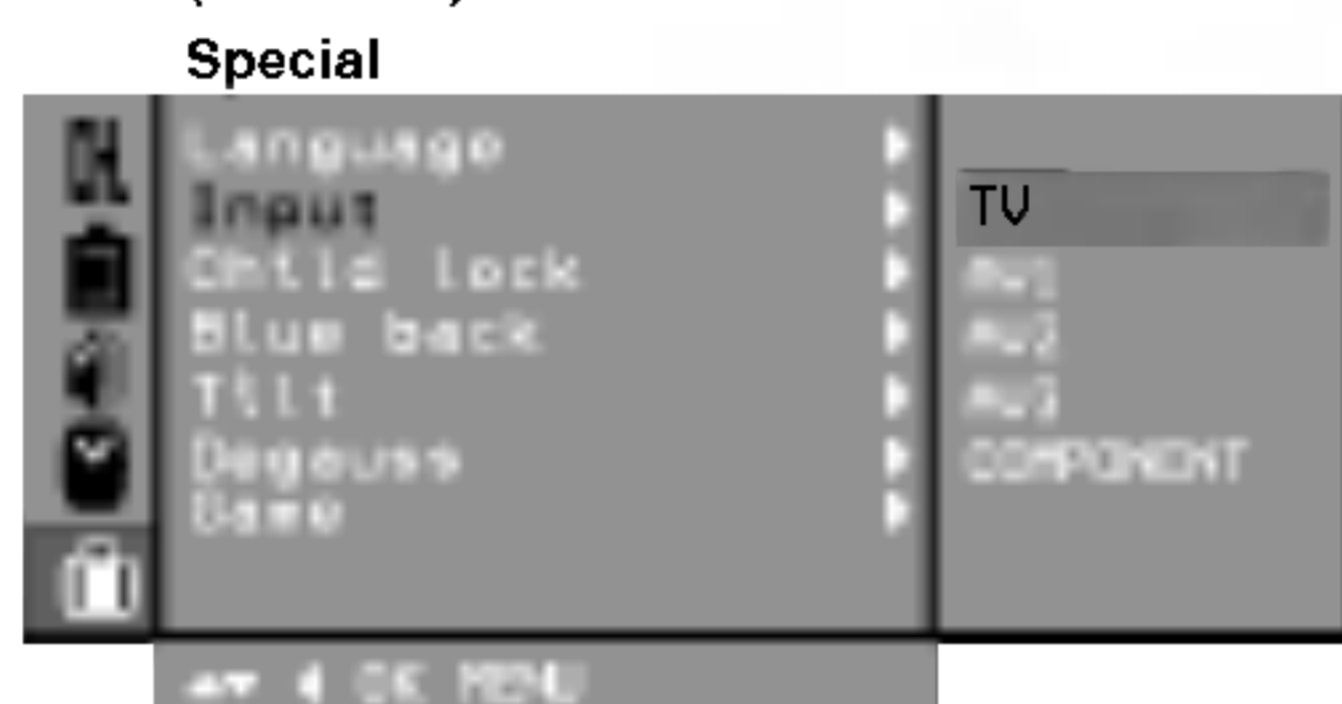 Special
Language
Input
Child lock
Blue back
Tilt
Degauss
Game
TV
AV1
AV2
AV3
COMPONENT
OK MENU